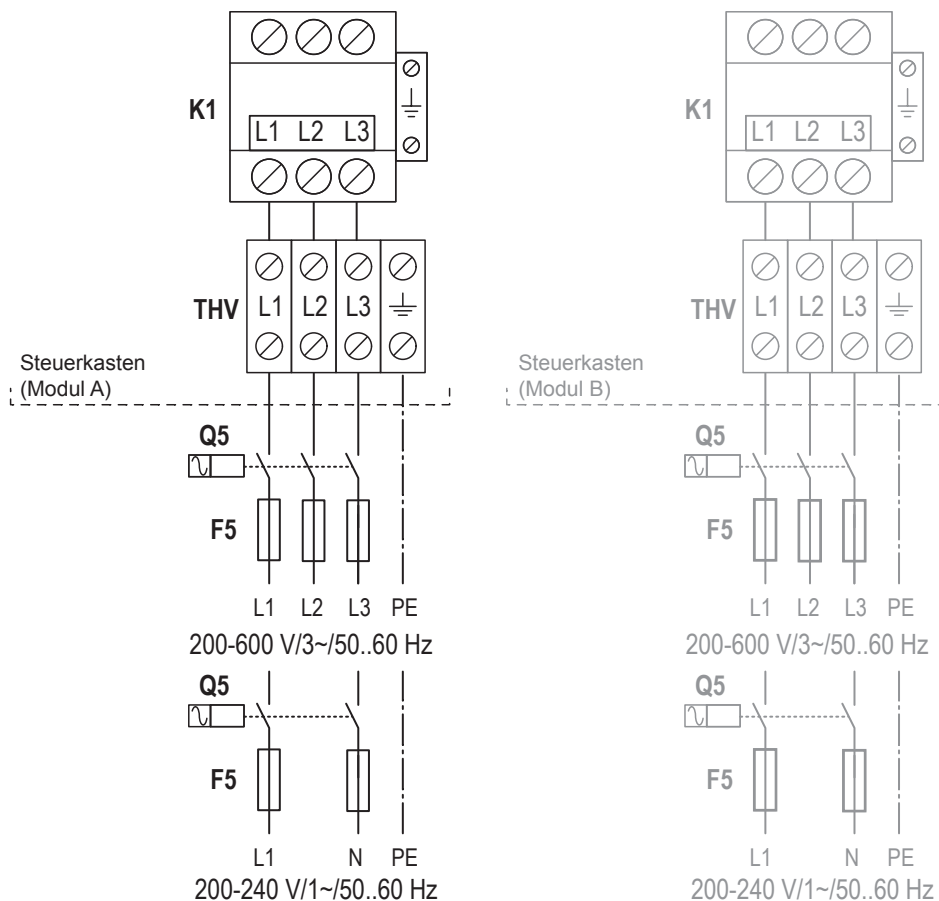 K1
L1 L2 L3
THV
L1 L2 L3
Steuerkasten
(Modul A)
Q5
F5
L1 L2 L3 PE
200-600 V/3~/50..60 Hz
Q5
F5
L1 N PE
200-240 V/1~/50..60 Hz
K1
L1 L2 L3
THV
L1 L2 L3
Steuerkasten
(Modul B)
Q5
F5
L1 L2 L3 PE
200-600 V/3~/50..60 Hz
Q5
F5
L1 N PE
200-240 V/1~/50..60 Hz